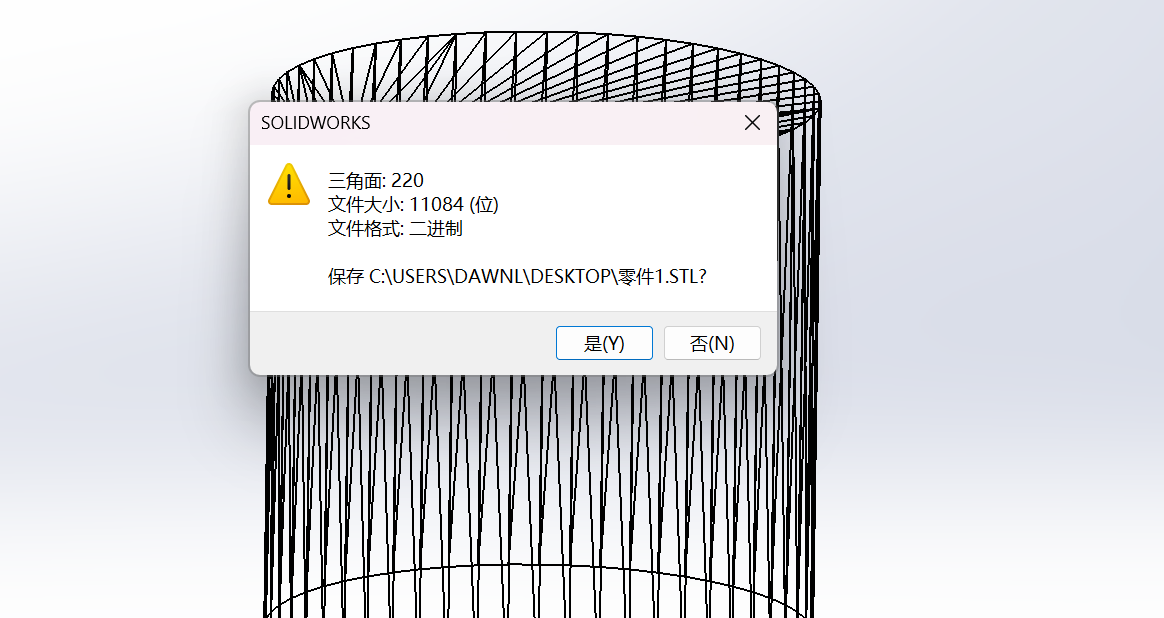 SOLIDWORKS
三角面: 220
文件大小: 11084 (位)
文件格式: 二进制
保存 C:\USERS\DAWNL\DESKTOP\零件1.STL?
是(Y)
否(N)